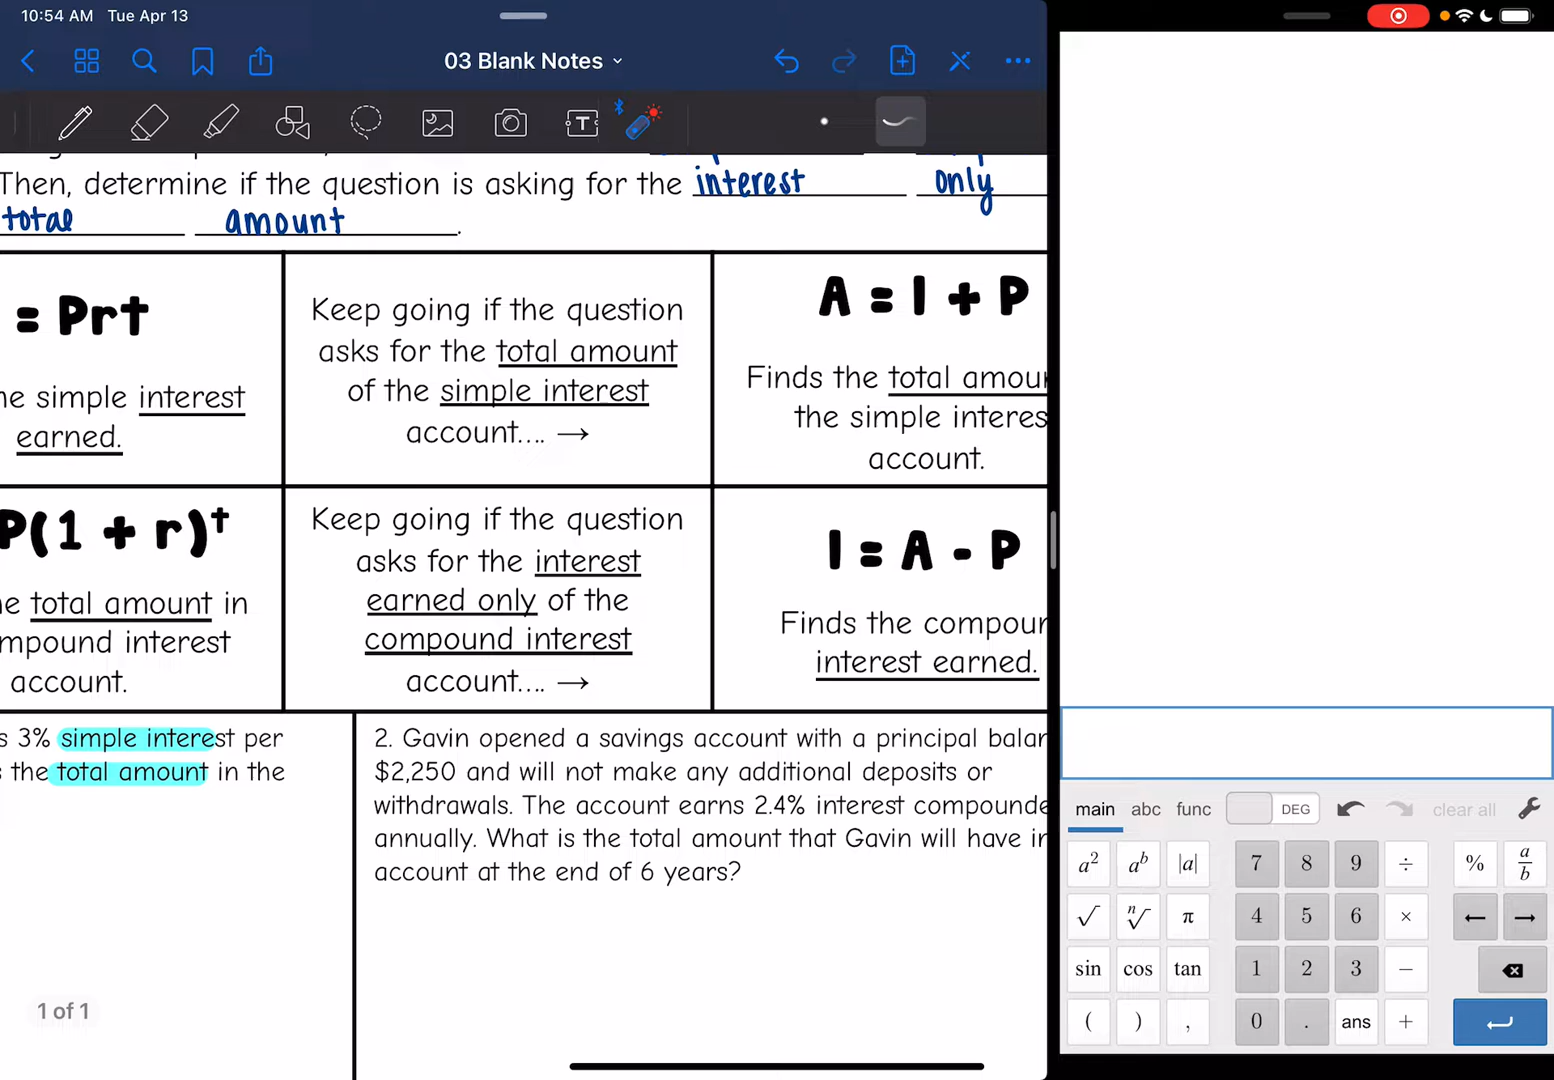 10:54 AM Tue Apr 13
03 Blank Notes
T
Then, determine if the question is asking for the interest only
total amount.
= Prt
simple interest
earned.
Keep going if the question
asks for the total amount
of the simple interest
account.... →
A = I + P
Finds the total
the simple
account.
P(1 + r)^t
total amount in
interest
account.
Keep going if the question
asks for the interest
earned only of the
compound interest
account.... →
I = A - P
Finds the
interest earned.
3% simple interest per
the total amount in the
2. Gavin opened a savings account with a principal
$2,250 and will not make any additional deposits or
withdrawals. The account earns 2.4% interest
annually. What is the total amount that Gavin will have
account at the end of 6 years?
1 of 1
main abc func DEG clear all
a² aᵇ |a| 7 8 9 ÷ % a/b
√ ⁿ√ π 4 5 6 × ← →
sin cos tan 1 2 3 −
( ) , 0 . ans +